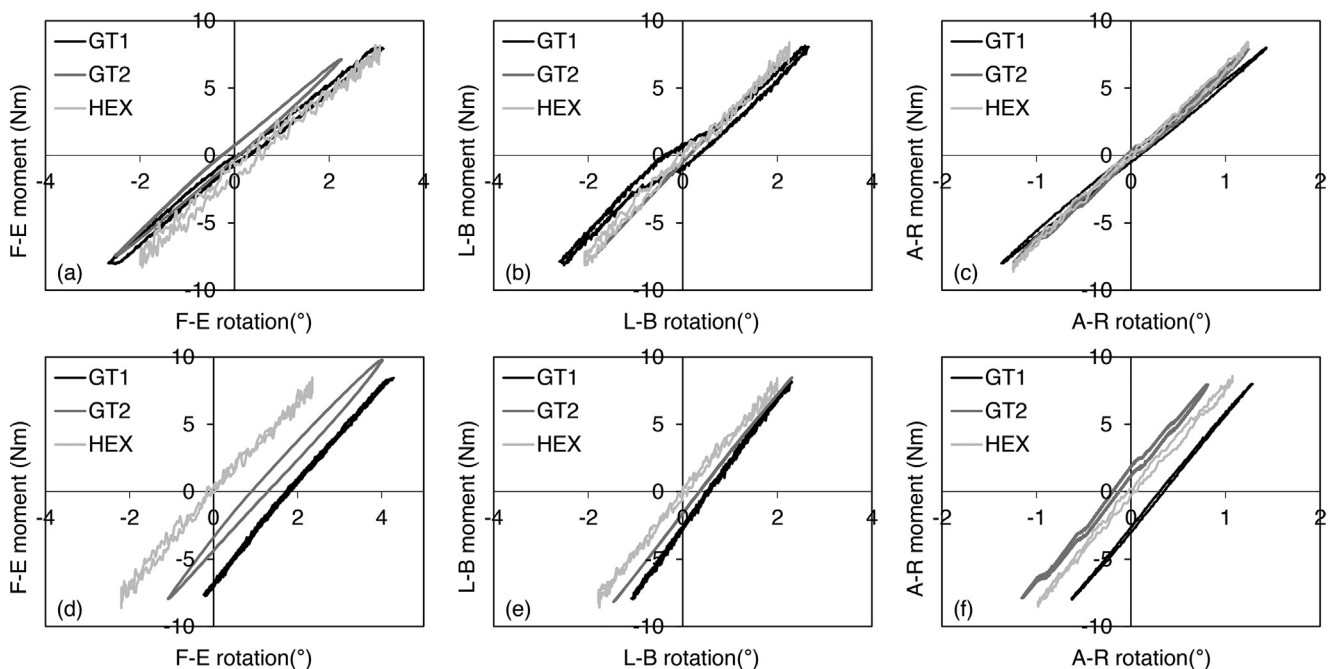 10
GT1
GT2
HEX
5
0
-4 -2 0 2 4
-5
-10
F-E moment (Nm)
(a)
F-E rotation(°)
10
GT1
GT2
HEX
5
0
-4 -2 0 2 4
-5
-10
L-B moment (Nm)
(b)
L-B rotation(°)
10
GT1
GT2
HEX
5
0
-2 -1 0 1 2
-5
-10
A-R moment (Nm)
(c)
A-R rotation(°)
10
GT1
GT2
HEX
5
0
-4 -2 0 2 4
-5
-10
F-E moment (Nm)
(d)
F-E rotation(°)
10
GT1
GT2
HEX
5
0
-4 -2 0 2 4
-5
-10
L-B moment (Nm)
(e)
L-B rotation(°)
10
GT1
GT2
HEX
5
0
-2 -1 0 1 2
-5
-10
A-R moment (Nm)
(f)
A-R rotation(°)